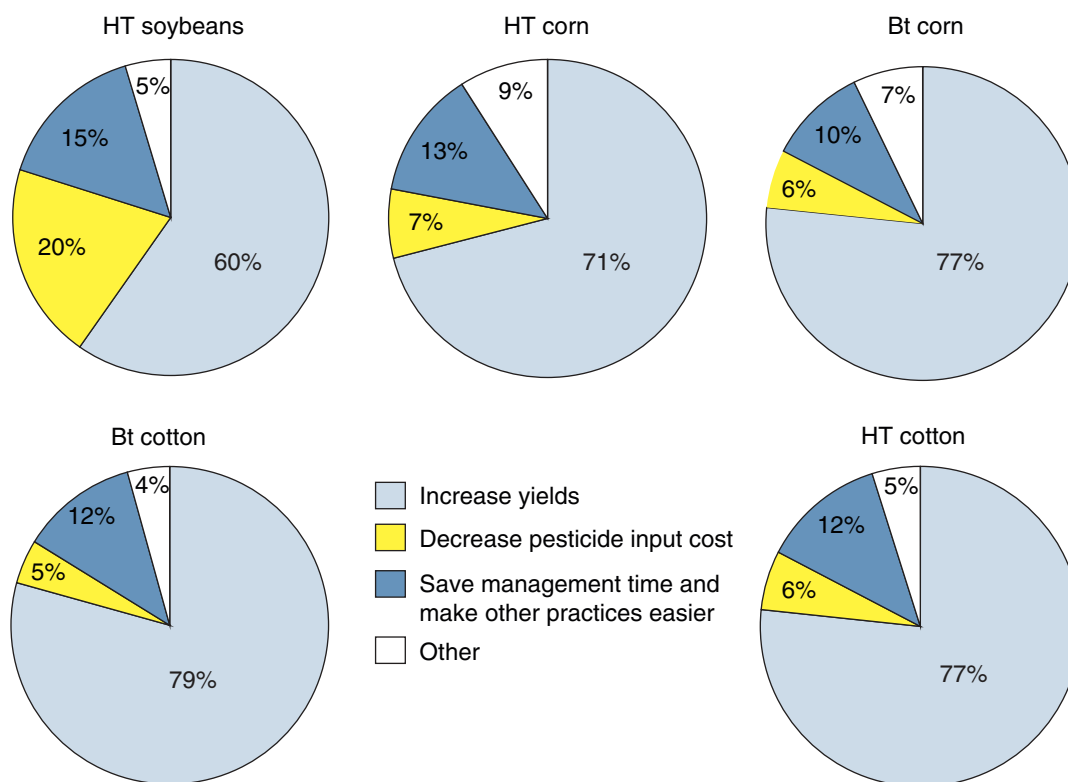 HT soybeans
5%
15%
20%
60%
HT corn
9%
13%
7%
71%
Bt corn
7%
10%
6%
77%
Bt cotton
4%
12%
5%
79%
Increase yields
Decrease pesticide input cost
Save management time and
make other practices easier
Other
HT cotton
5%
12%
6%
77%